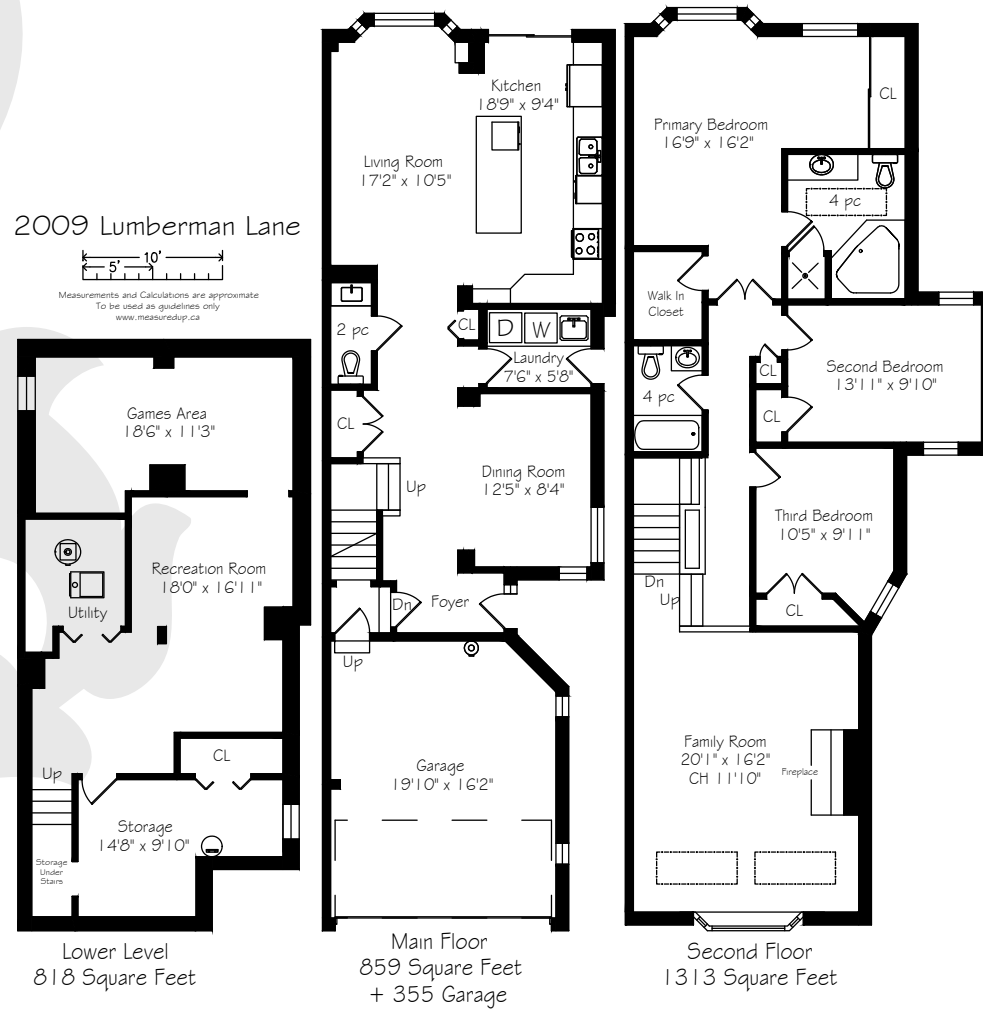 2009 Lumberman Lane
10'
5'
Measurements and Calculations are approximate
To be used as guidelines only
www.measuredup.ca
Games Area
18'6" x 11'3"
Recreation Room
18'0" x 16'11"
Utility
CL
Up
Storage
14'8" x 9'10"
Storage
Under
Stairs
Lower Level
818 Square Feet
Kitchen
18'9" x 9'4"
Living Room
17'2" x 10'5"
2 pc
CL
D
W
Laundry
7'6" x 5'8"
CL
Up
Dining Room
12'5" x 8'4"
Dn
Foyer
Up
Garage
19'10" x 16'2"
Main Floor
859 Square Feet
+ 355 Garage
CL
Primary Bedroom
16'9" x 16'2"
4 pc
Walk In
Closet
Second Bedroom
13'11" x 9'10"
CL
4 pc
CL
Third Bedroom
10'5" x 9'11"
Dn
Up
CL
Family Room
20'1" x 16'2"
CH 11'10"
Fireplace
Second Floor
1313 Square Feet